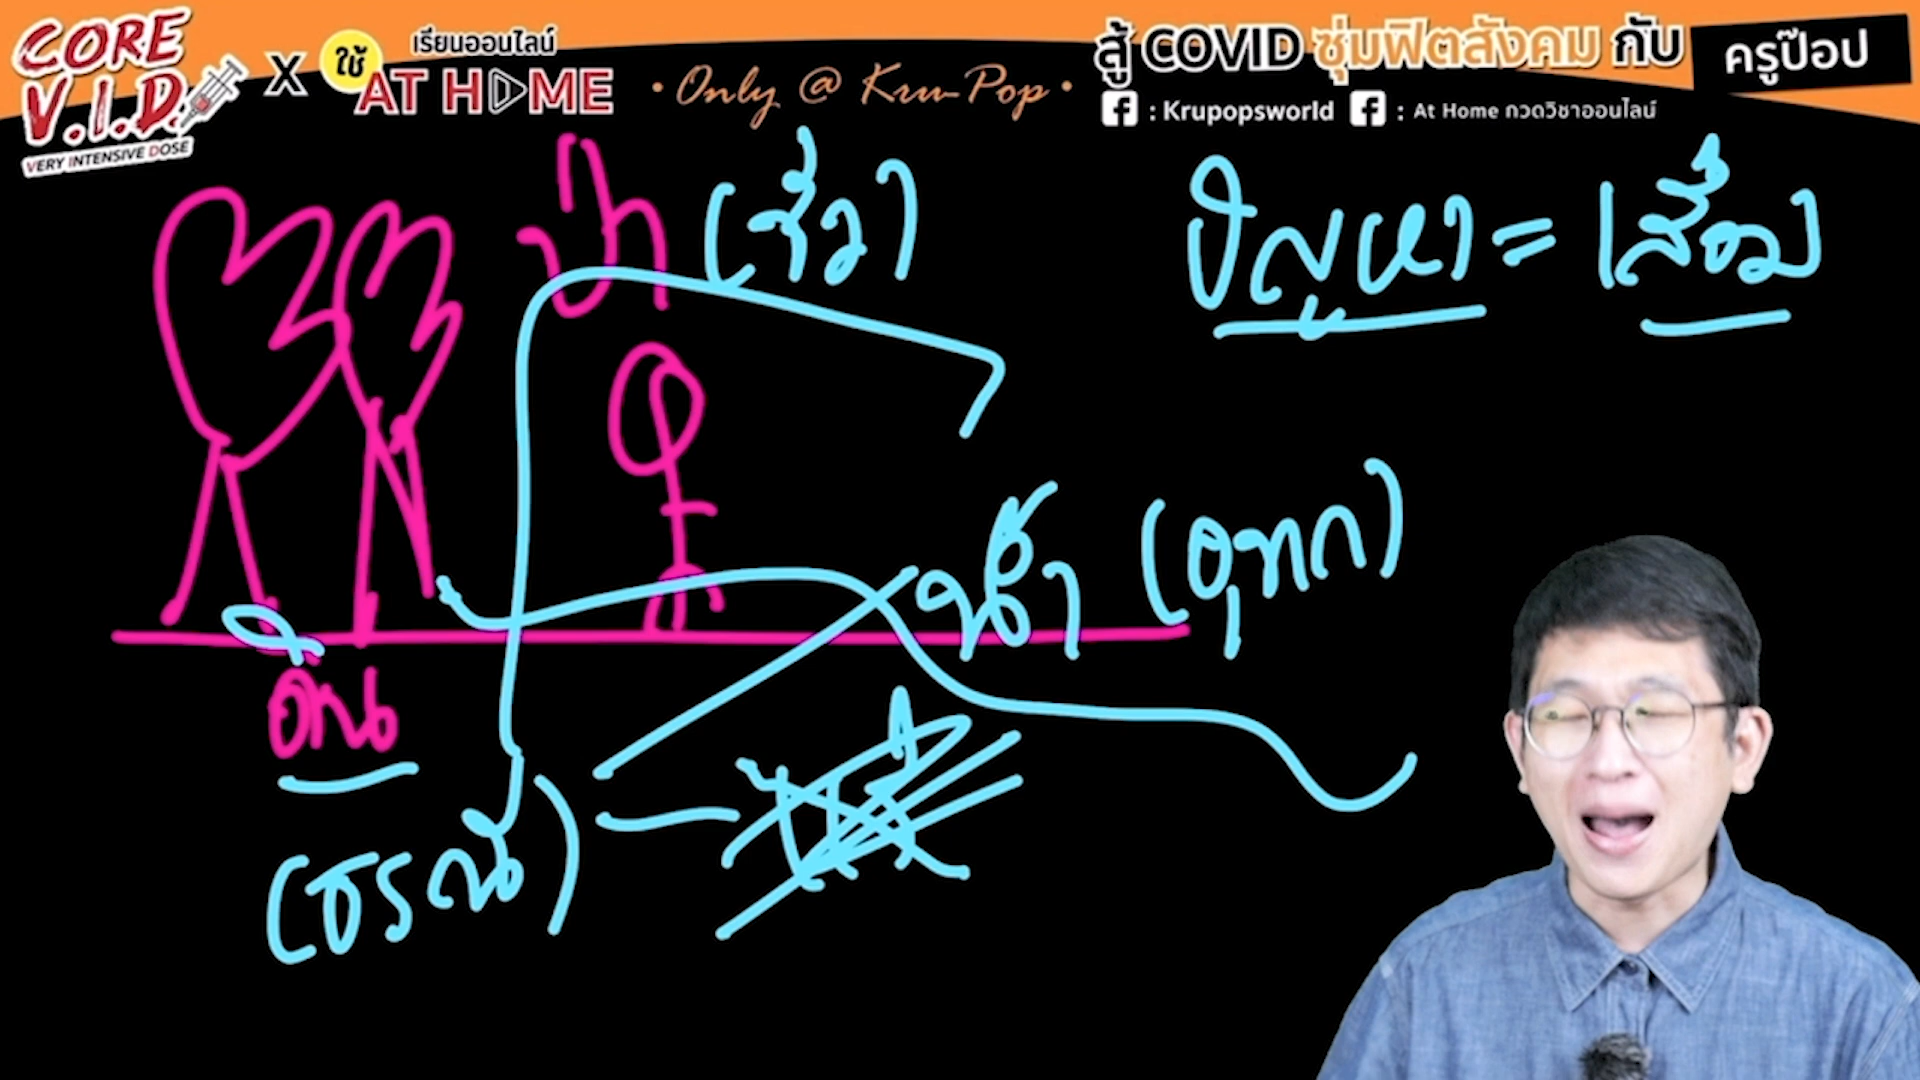 CORE
V.I.D.
VERY INTENSIVE DOSE
X
ใช้
เรียนออนไลน์
AT HOME
• Only @ Kru-Pop •
สู้ COVID ซุ่มฟิตสังคม กับ
ครูป๊อป
: Krupopsworld
: At Home กวดวิชาออนไลน์
ป่า (ชีว)
ปัญหา = เสื่อม
น้ำ (อุทก)
ดิน
(ธรณี)